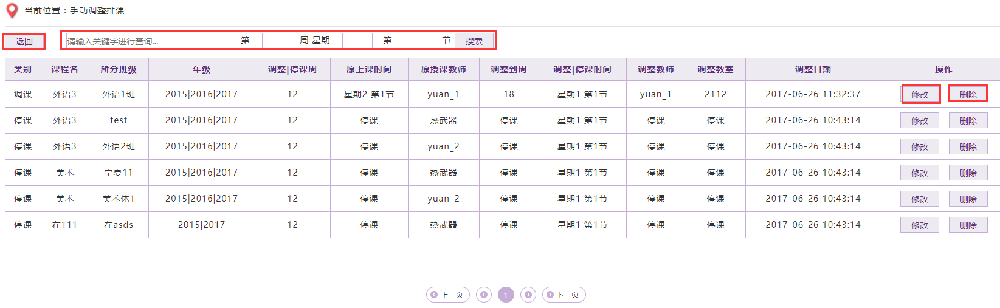 当前位置：手动调整排课
返回 请输入关键字进行查询... 第 周 星期 第 节 搜索
类别 课程名 所分班级 年级 调整|停课周 原上课时间 原授课教师 调整到周 调整|停课时间 调整教师 调整教室 调整日期 操作
调课 外语3 外语1班 2015|2016|2017 12 星期2 第1节 yuan_1 18 星期1 第1节 yuan_1 2112 2017-06-26 11:32:37 修改 删除
停课 外语3 test 2015|2016|2017 12 停课 热武器 停课 星期1 第1节 停课 停课 2017-06-26 10:43:14 修改 删除
停课 外语3 外语2班 2015|2016|2017 12 停课 yuan_2 停课 星期1 第1节 停课 停课 2017-06-26 10:43:14 修改 删除
停课 美术 宁夏11 2015|2016|2017 12 停课 热武器 停课 星期1 第1节 停课 停课 2017-06-26 10:43:14 修改 删除
停课 美术 美术体1 2015|2016|2017 12 停课 yuan_2 停课 星期1 第1节 停课 停课 2017-06-26 10:43:14 修改 删除
停课 在111 在asds 2015|2017 12 停课 热武器 停课 星期1 第1节 停课 停课 2017-06-26 10:43:14 修改 删除
上一页 1 下一页